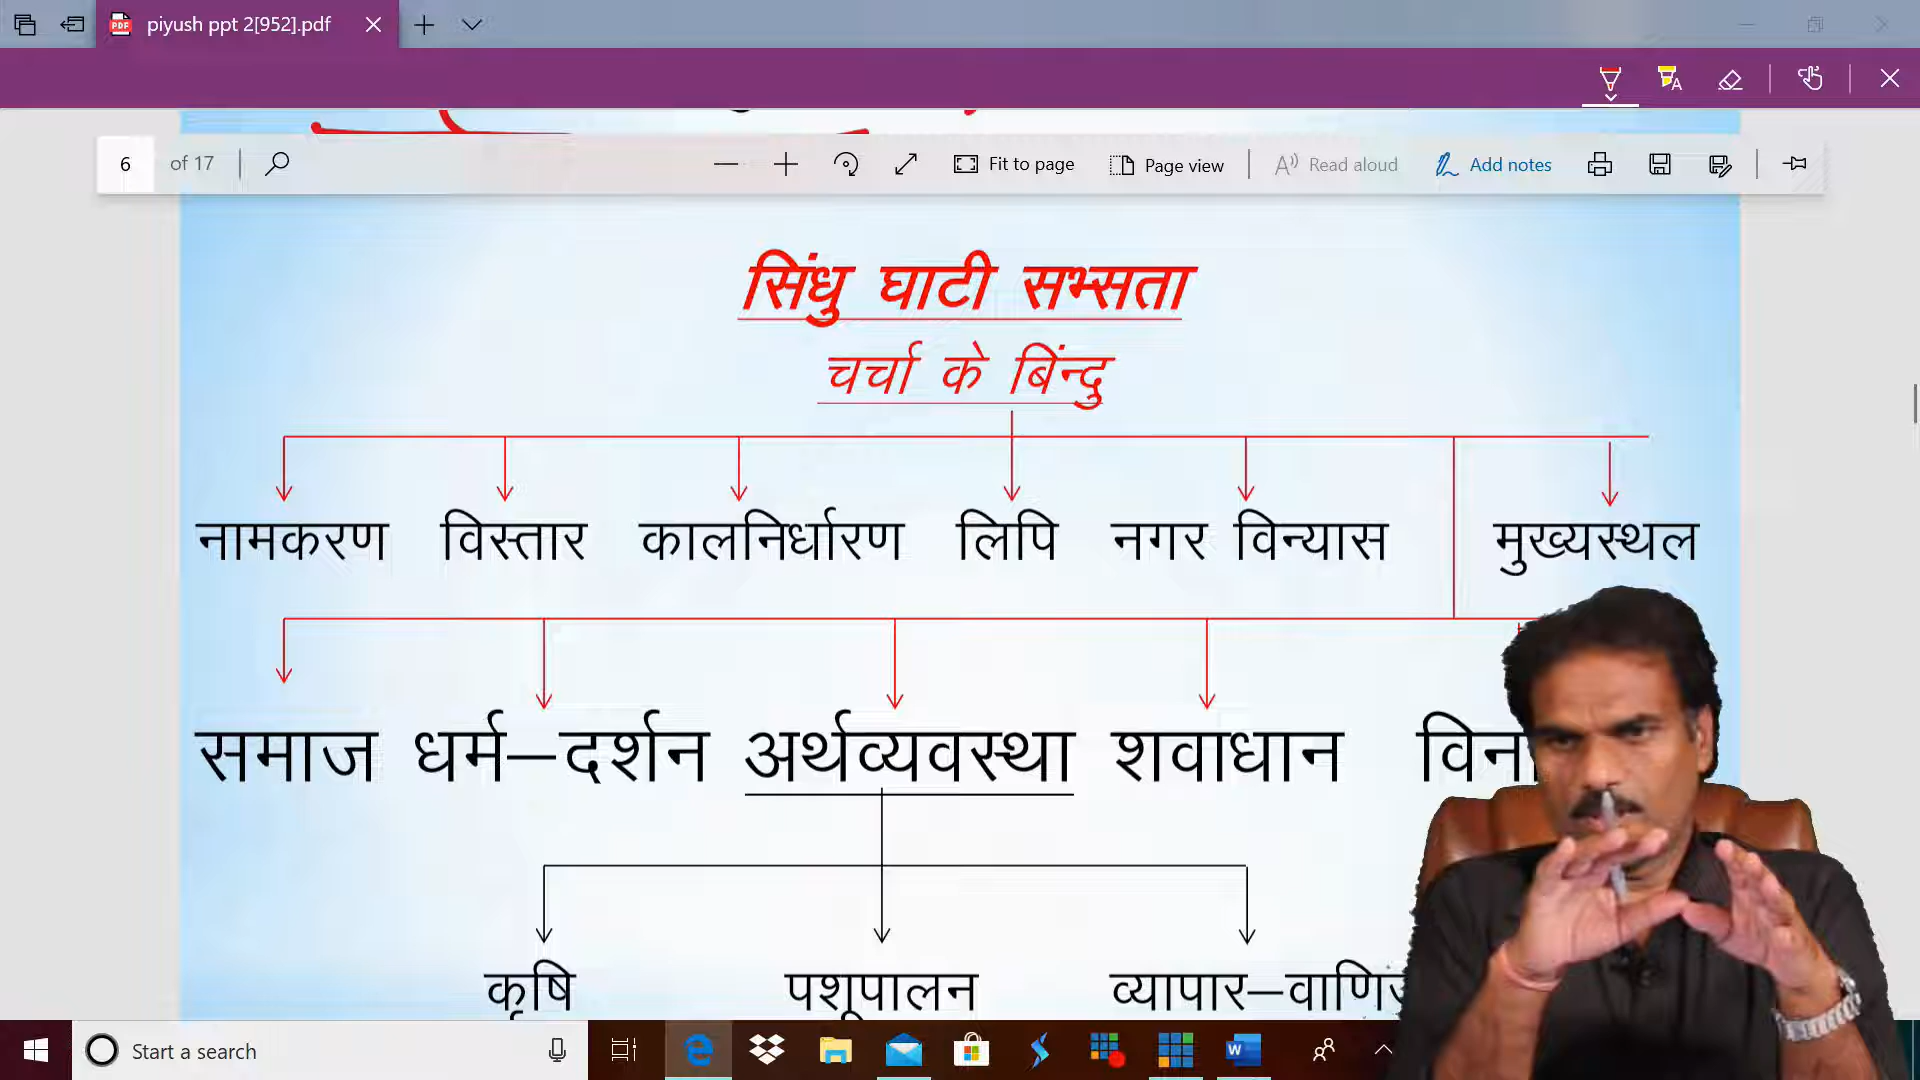 piyush ppt 2[952].pdf
6 of 17 Fit to page Page view Read aloud Add notes
सिंधु घाटी सभ्सता
चर्चा के बिंन्दु
नामकरण विस्तार कालनिर्धारण लिपि नगर विन्यास मुख्यस्थल
समाज धर्म–दर्शन अर्थव्यवस्था शवाधान
कृषि पशूपालन
Start a search